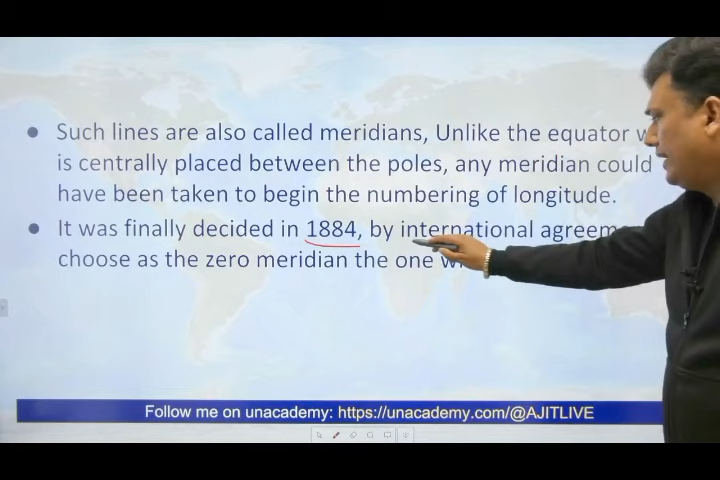 Such lines are also called meridians, Unlike the equator
is centrally placed between the poles, any meridian could
have been taken to begin the numbering of longitude.
It was finally decided in 1884, by international
choose as the zero meridian the one
Follow me on unacademy: https://unacademy.com/@AJITLIVE